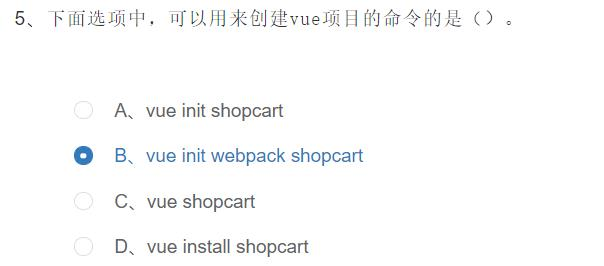 5、下面选项中，可以用来创建vue项目的命令的是（）。
A、vue init shopcart
B、vue init webpack shopcart
C、vue shopcart
D、vue install shopcart